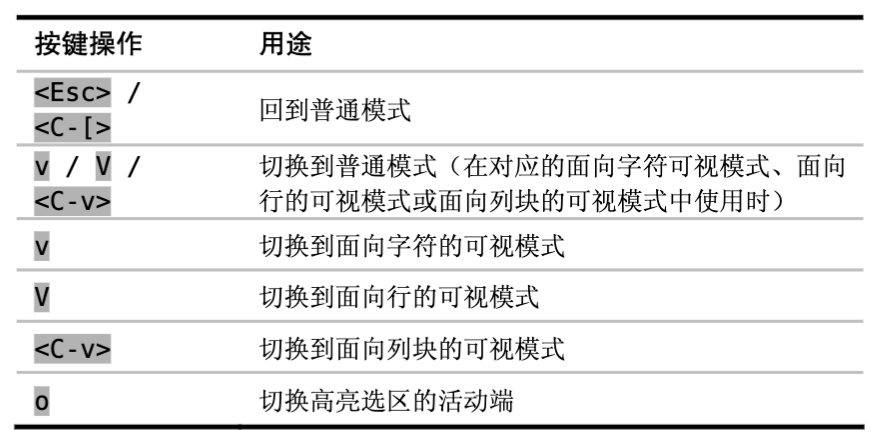 按键操作 用途
<Esc> /
<C-[> 回到普通模式
v / V / 切换到普通模式（在对应的面向字符可视模式、面向
<C-v> 行的可视模式或面向列块的可视模式中使用时）
v 切换到面向字符的可视模式
V 切换到面向行的可视模式
<C-v> 切换到面向列块的可视模式
o 切换高亮选区的活动端